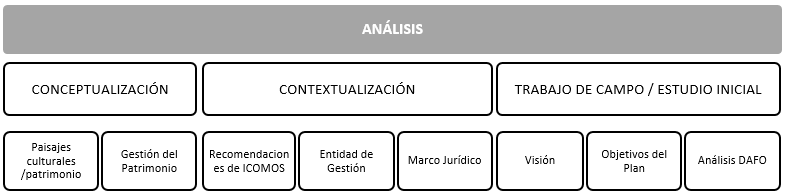 ANÁLISIS
CONCEPTUALIZACIÓN
CONTEXTUALIZACIÓN
TRABAJO DE CAMPO / ESTUDIO INICIAL
Paisajes
culturales
/patrimonio
Gestión del
Patrimonio
Recomendacion
es de ICOMOS
Entidad de
Gestión
Marco Jurídico
Visión
Objetivos del
Plan
Análisis DAFO